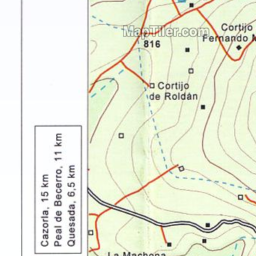 MapTiler.com
Cortijo
Fernando M
816
Cortijo
de Roldán
Cazorla, 15 km
Peal de Becerro, 11 km
Quesada, 6,5 km
La Machona